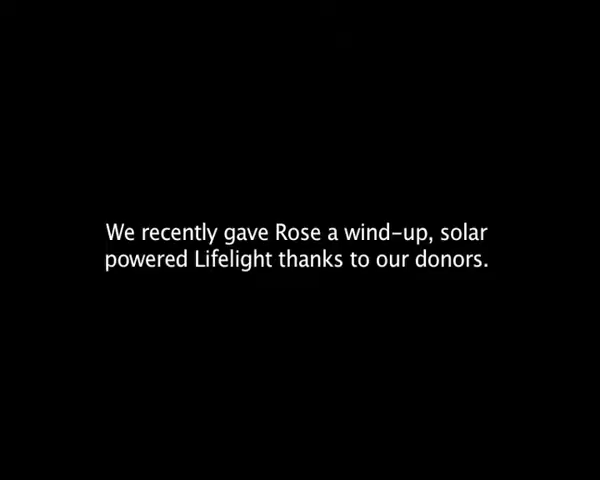 We recently gave Rose a wind-up, solar
powered Lifelight thanks to our donors.